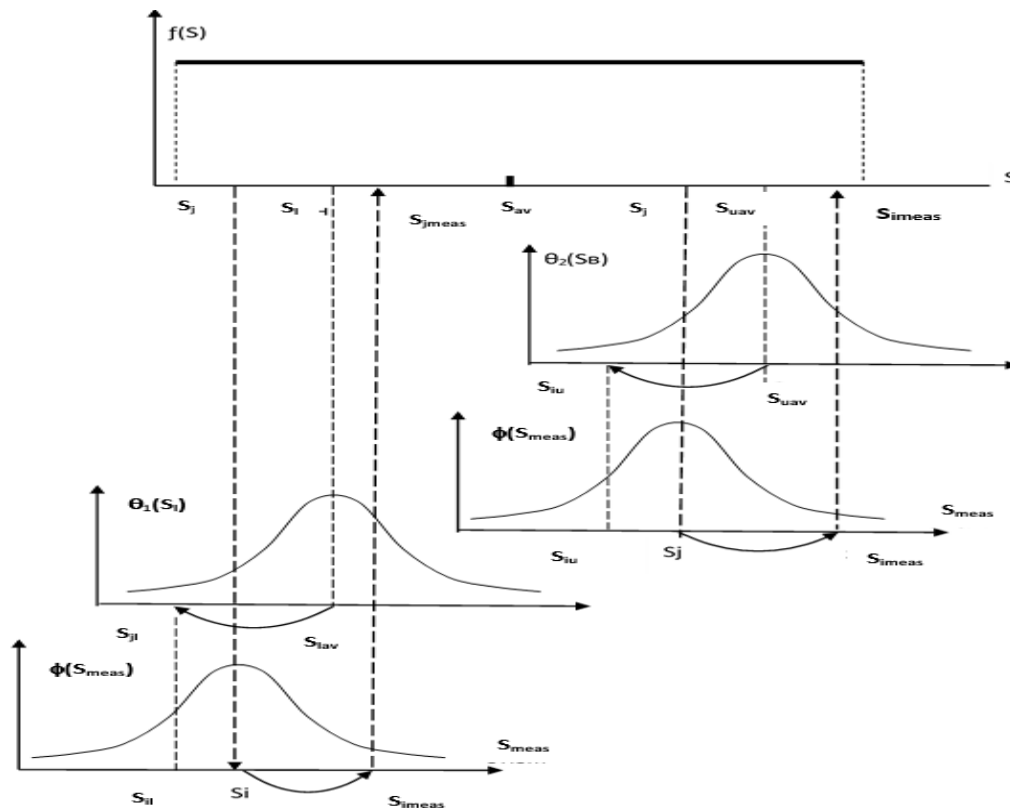 ƒ(S)
S
Sj Sl Sjmeas Sav Sj Suav Simeas
θ2(SB)
Siu Suav
ϕ(Smeas)
Smeas
θ1(Sl)
Siu Sj Simeas
Sjl Slav
ϕ(Smeas)
Smeas
Sil Si Simeas